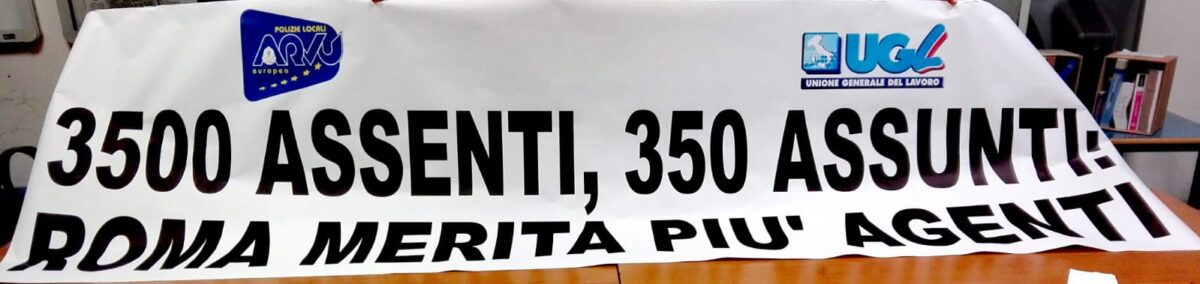 POLIZIE LOCALI
ARVU
europea
UGL
UNIONE GENERALE DEL LAVORO
3500 ASSENTI, 350 ASSUNTI:
ROMA MERITA PIU' AGENTI